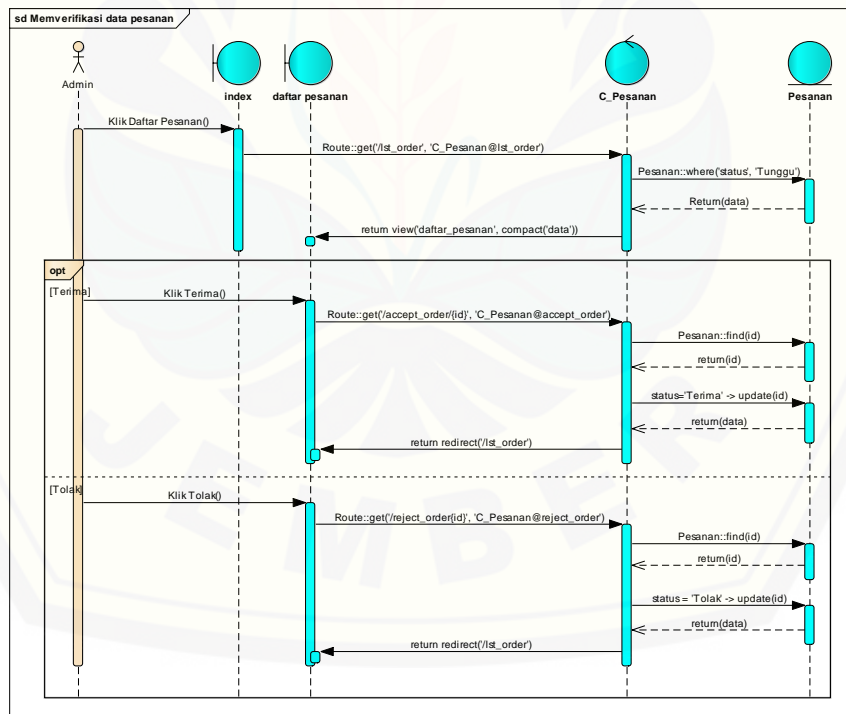 sd Memverifikasi data pesanan
Admin
index
daftar pesanan
C_Pesanan
Pesanan
Klik Daftar Pesanan()
Route::get('/lst_order', 'C_Pesanan@lst_order')
Pesanan::where('status', 'Tunggu')
Return(data)
return view('daftar_pesanan', compact('data'))
opt
[Terima]
Klik Terima()
Route::get('/accept_order/{id}', 'C_Pesanan@accept_order')
Pesanan::find(id)
return(id)
status='Terima' -> update(id)
return(data)
return redirect('/lst_order')
[Tolak]
Klik Tolak()
Route::get('/reject_order{id}', 'C_Pesanan@reject_order')
Pesanan::find(id)
return(id)
status = 'Tolak' -> update(id)
return(data)
return redirect('/lst_order')
JEMBER